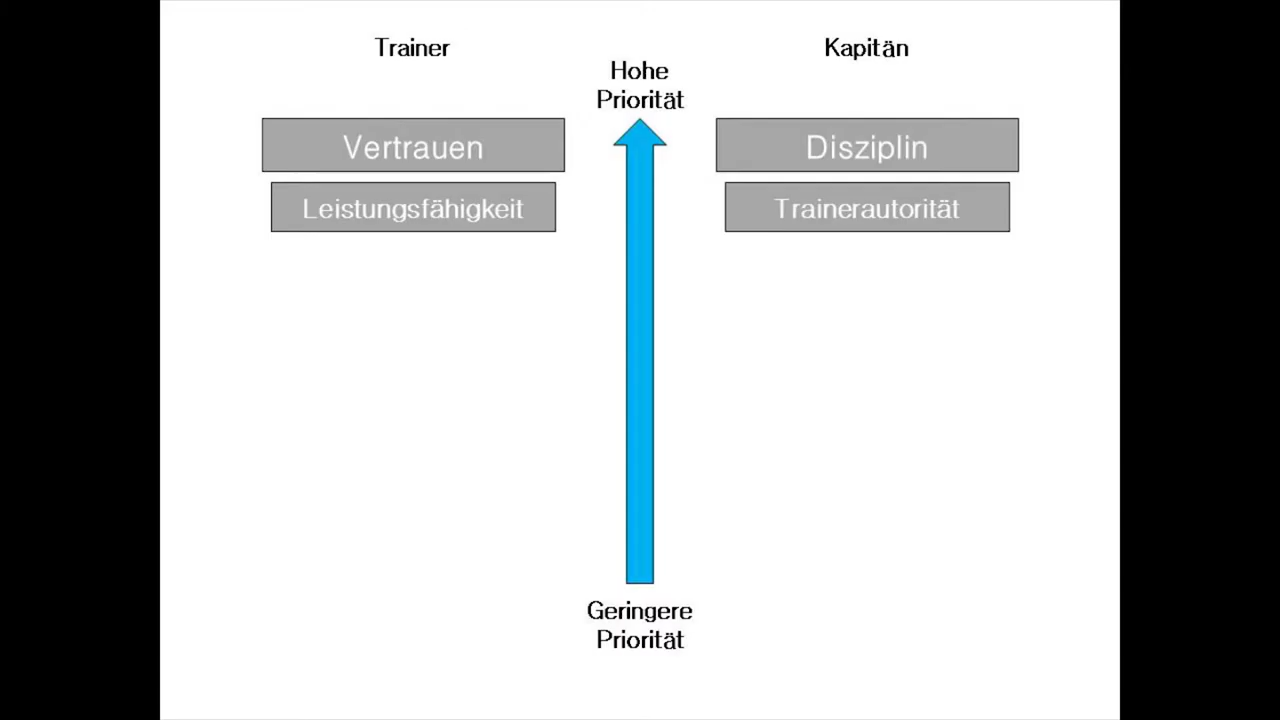 Trainer
Kapitän
Hohe
Priorität
Vertrauen
Disziplin
Leistungsfähigkeit
Trainerautorität
Geringere
Priorität